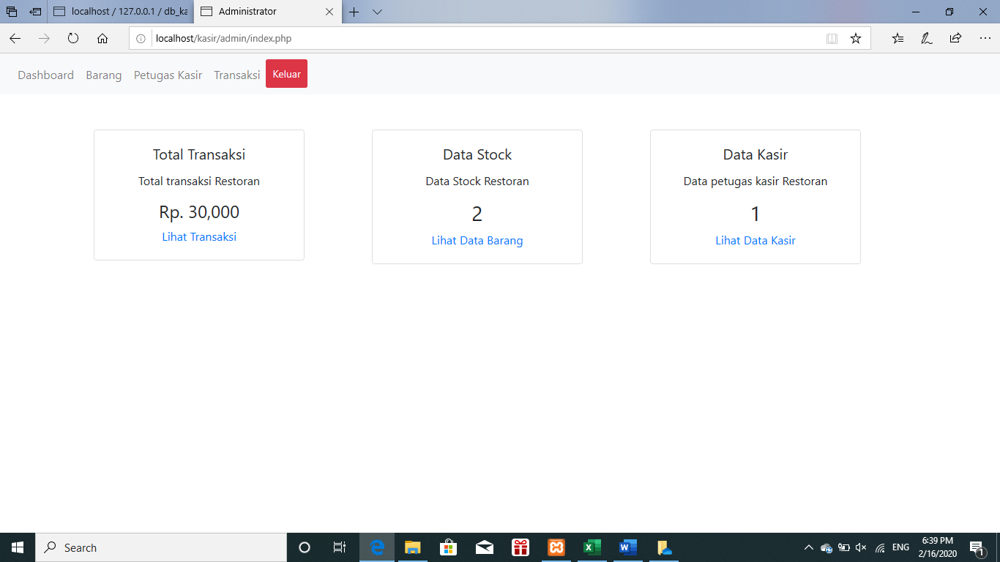 localhost / 127.0.0.1 / db_ka
Administrator
localhost/kasir/admin/index.php
Dashboard Barang Petugas Kasir Transaksi Keluar
Total Transaksi
Total transaksi Restoran
Rp. 30,000
Lihat Transaksi
Data Stock
Data Stock Restoran
2
Lihat Data Barang
Data Kasir
Data petugas kasir Restoran
1
Lihat Data Kasir
Search
ENG
6:39 PM
2/16/2020
1